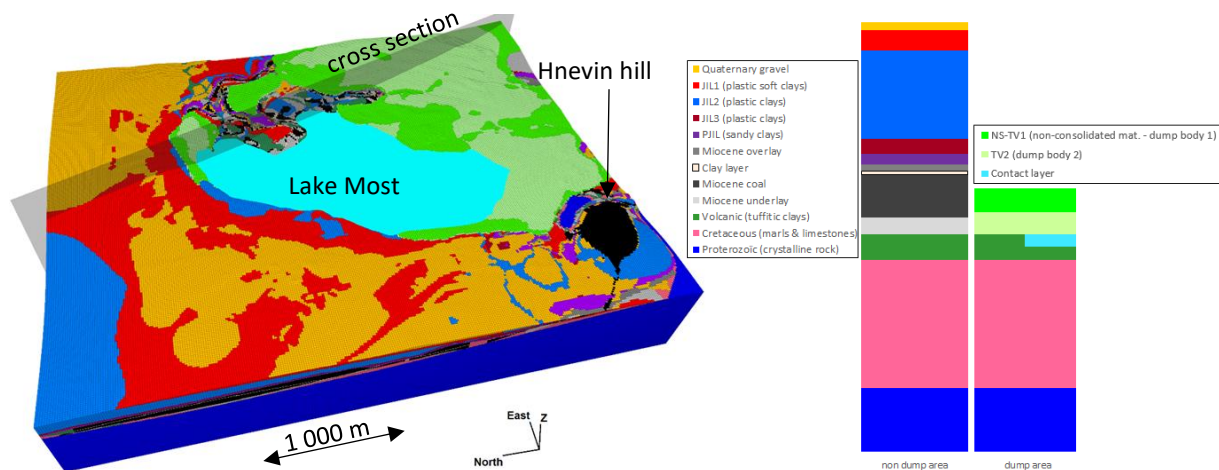 cross section
Hnevin hill
Lake Most
1 000 m
East
Z
North
Quaternary gravel
JIL1 (plastic soft clays)
JIL2 (plastic clays)
JIL3 (plastic clays)
PJIL (sandy clays)
Miocene overlay
Clay layer
Miocene coal
Miocene underlay
Volcanic (tuffitic clays)
Cretaceous (marls & limestones)
Proterozoic (crystalline rock)
NS-TV1 (non-consolidated mat. - dump body 1)
TV2 (dump body 2)
Contact layer
non dump area
dump area